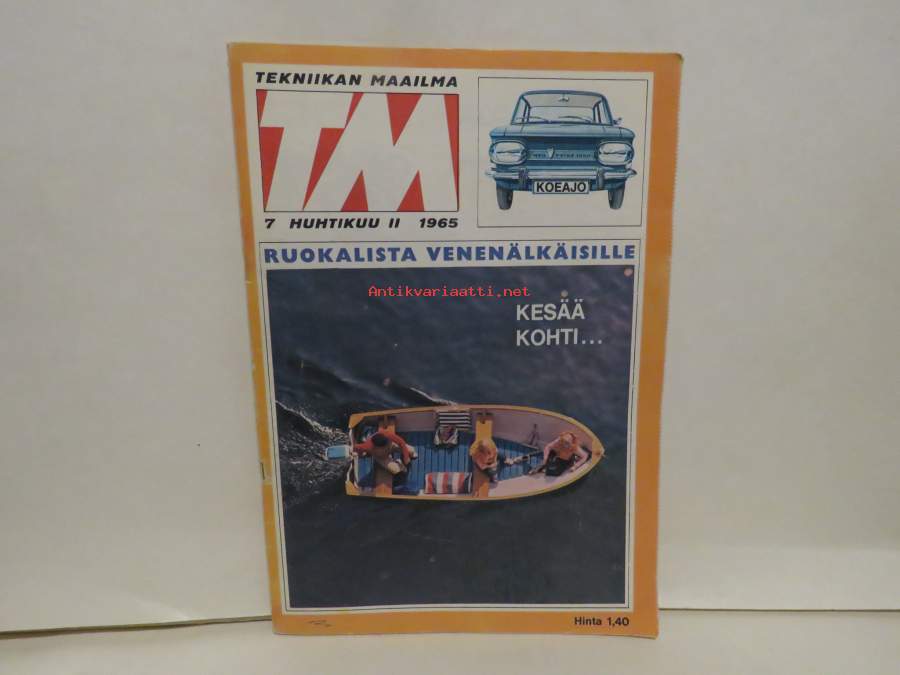 TEKNIIKAN MAAILMA
TM
7 HUHTIKUU II 1965
KOEAJO
RUOKALISTA VENENÄLKÄISILLE
Antikvariaatti.net
KESÄÄ
KOHTI...
Hinta 1,40